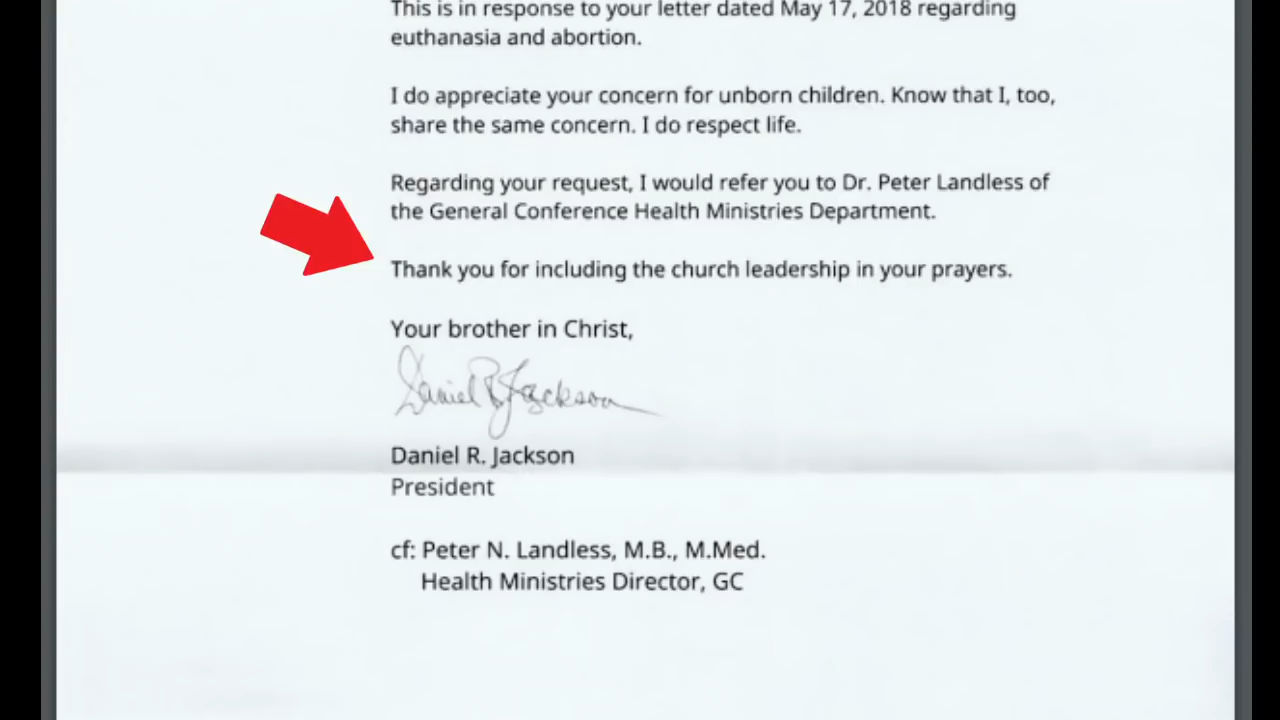 This is in response to your letter dated May 17, 2018 regarding
euthanasia and abortion.
I do appreciate your concern for unborn children. Know that I, too,
share the same concern. I do respect life.
Regarding your request, I would refer you to Dr. Peter Landless of
the General Conference Health Ministries Department.
Thank you for including the church leadership in your prayers.
Your brother in Christ,
Daniel R. Jackson
Daniel R. Jackson
President
cf: Peter N. Landless, M.B., M.Med.
Health Ministries Director, GC